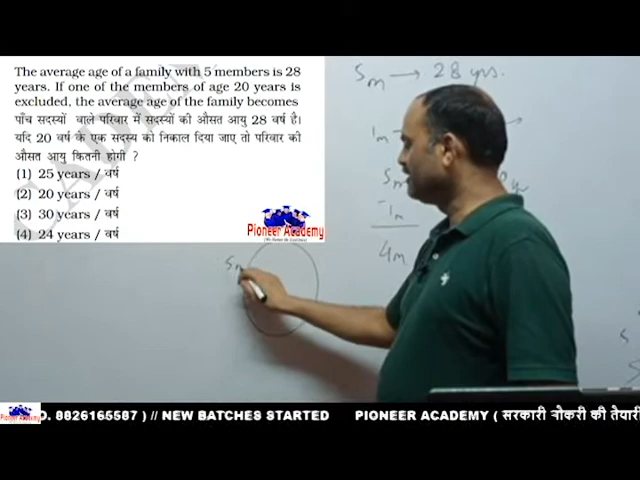 The average age of a family with 5 members is 28
years. If one of the members of age 20 years is
excluded, the average age of the family becomes
पाँच सदस्यों वाले परिवार में सदस्यों की औसत आयु 28 वर्ष है।
यदि 20 वर्ष के एक सदस्य को निकाल दिया जाए तो परिवार की
औसत आयु कितनी होगी ?
(1) 25 years / वर्ष
(2) 20 years / वर्ष
(3) 30 years / वर्ष
(4) 24 years / वर्ष
Pioneer Academy
5m → 28 yrs.
1m →
5m
-1m
4m
5m
O. 8826165587 ) // NEW BATCHES STARTED PIONEER ACADEMY ( सरकारी नौकरी की तैयारी